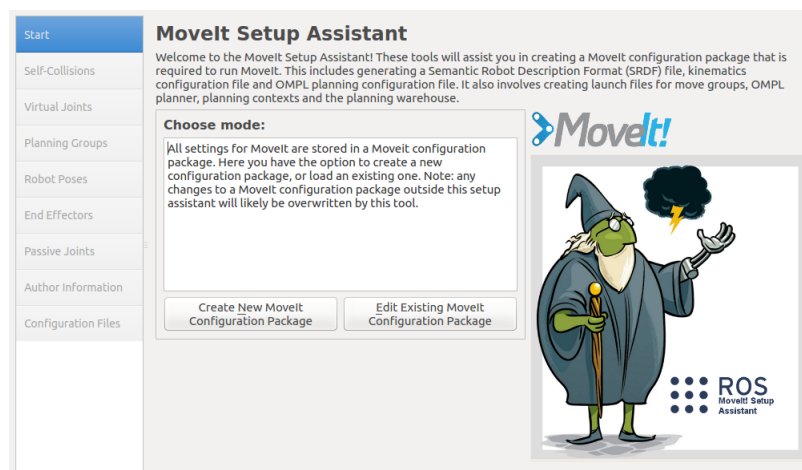 Start
Self-Collisions
Virtual Joints
Planning Groups
Robot Poses
End Effectors
Passive Joints
Author Information
Configuration Files
MoveIt Setup Assistant
Welcome to the MoveIt Setup Assistant! These tools will assist you in creating a MoveIt configuration package that is
required to run MoveIt. This includes generating a Semantic Robot Description Format (SRDF) file, kinematics
configuration file and OMPL planning configuration file. It also involves creating launch files for move groups, OMPL
planner, planning contexts and the planning warehouse.
Choose mode:
All settings for MoveIt are stored in a Moveit configuration
package. Here you have the option to create a new
configuration package, or load an existing one. Note: any
changes to a MoveIt configuration package outside this setup
assistant will likely be overwritten by this tool.
Create New MoveIt
Configuration Package
Edit Existing MoveIt
Configuration Package
MoveIt!
ROS
MoveIt! Setup
Assistant